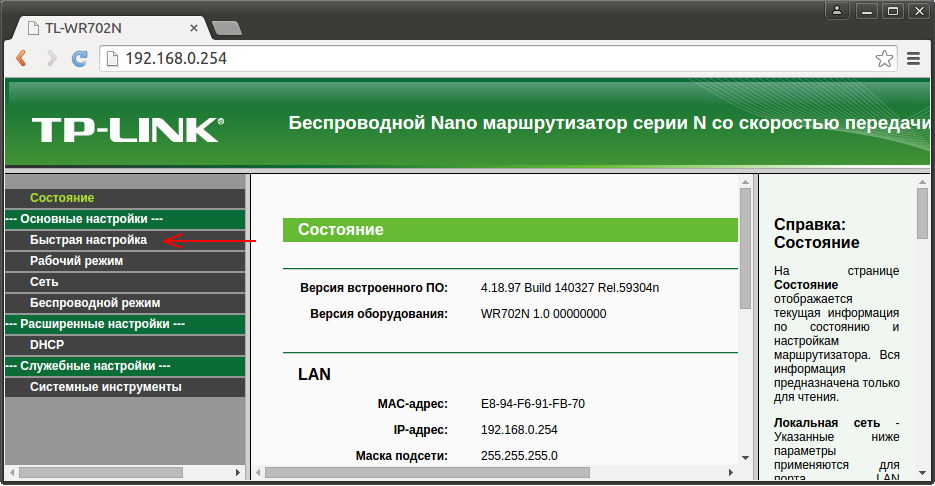 TL-WR702N
192.168.0.254
TP-LINK®
Беспроводной Nano маршрутизатор серии N со скоростью передачи
Состояние
--- Основные настройки ---
Быстрая настройка
Рабочий режим
Сеть
Беспроводной режим
--- Расширенные настройки ---
DHCP
--- Служебные настройки ---
Системные инструменты
Состояние
Версия встроенного ПО: 4.18.97 Build 140327 Rel.59304n
Версия оборудования: WR702N 1.0 00000000
LAN
MAC-адрес: E8-94-F6-91-FB-70
IP-адрес: 192.168.0.254
Маска подсети: 255.255.255.0
Справка:
Состояние
На странице
Состояние
отображается
текущая информация
по состоянию и
настройкам
маршрутизатора. Вся
информация
предназначена только
для чтения.
Локальная сеть -
Указанные ниже
параметры
применяются для
порта LAN